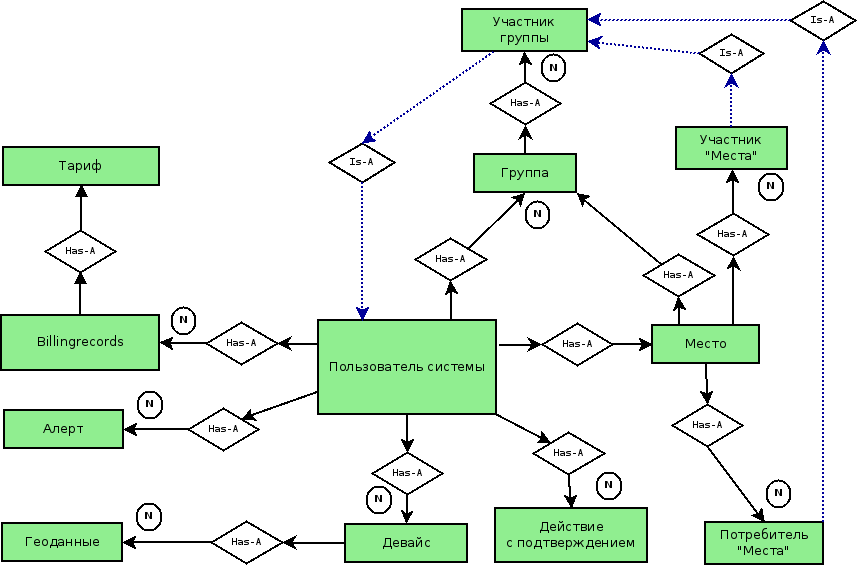 Участник
группы
Is-A
Is-A
N
Has-A
Участник
"Места"
Is-A
Тариф
Группа
N
N
Has-A
Has-A
Has-A
Has-A
N
Billingrecords
Has-A
Has-A
Место
Пользователь системы
N
Алерт
Has-A
Has-A
Has-A
Has-A
N
N
N
N
Геоданные
Has-A
Девайс
Действие
с подтверждением
Потребитель
"Места"